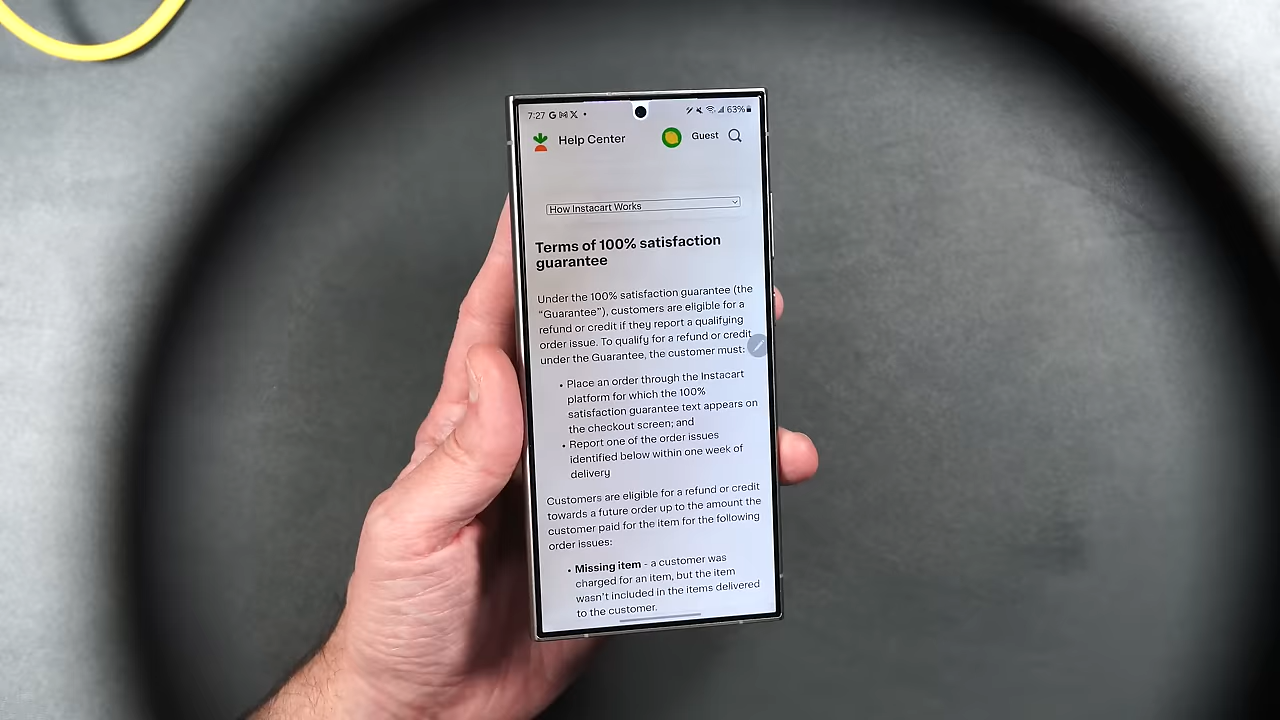 7:27 G M X •
63%
Help Center
Guest
How Instacart Works
Terms of 100% satisfaction
guarantee
Under the 100% satisfaction guarantee (the
“Guarantee”), customers are eligible for a
refund or credit if they report a qualifying
order issue. To qualify for a refund or credit
under the Guarantee, the customer must:
• Place an order through the Instacart
platform for which the 100%
satisfaction guarantee text appears on
the checkout screen; and
• Report one of the order issues
identified below within one week of
delivery
Customers are eligible for a refund or credit
towards a future order up to the amount the
customer paid for the item for the following
order issues:
• Missing item - a customer was
charged for an item, but the item
wasn't included in the items delivered
to the customer.